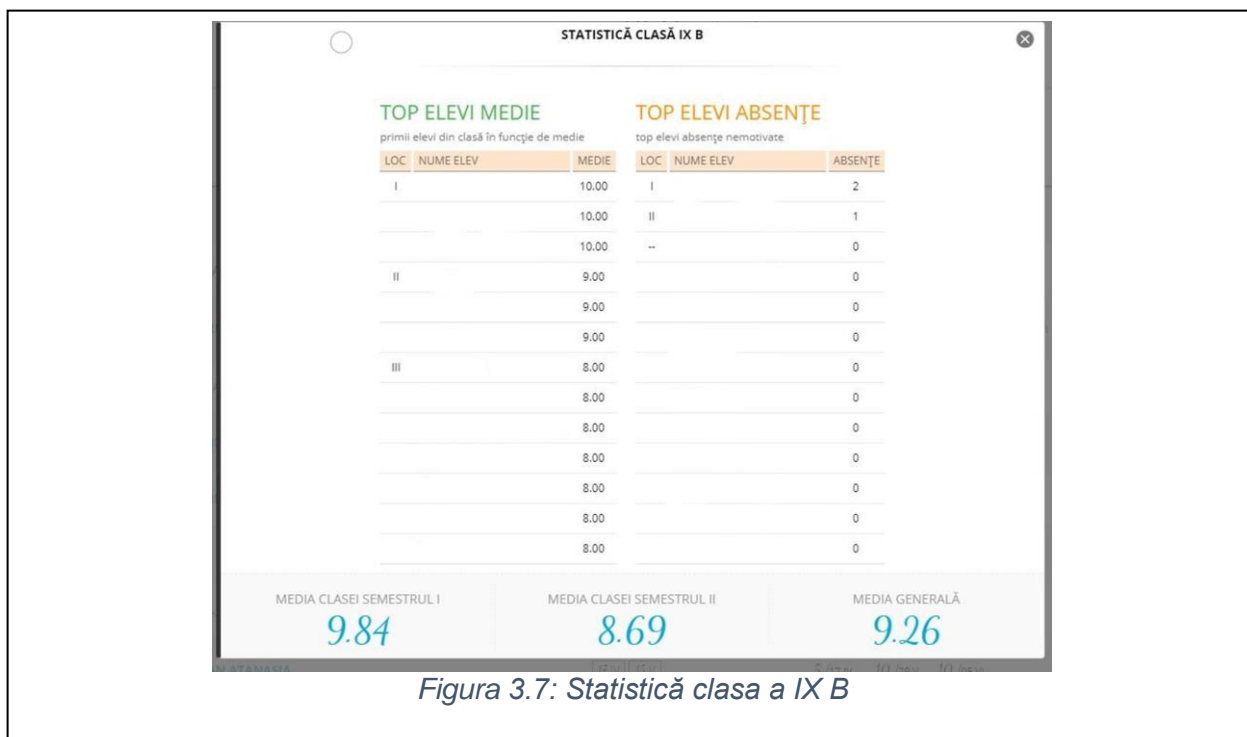 STATISTICĂ CLASĂ IX B
TOP ELEVI MEDIE
primii elevi din clasă în funcție de medie
LOC NUME ELEV MEDIE
I 10.00
10.00
10.00
II 9.00
9.00
9.00
III 8.00
8.00
8.00
8.00
8.00
8.00
8.00
TOP ELEVI ABSENȚE
top elevi absențe nemotivate
LOC NUME ELEV ABSENȚE
I 2
II 1
-- 0
0
0
0
0
0
0
0
0
0
0
MEDIA CLASEI SEMESTRUL I
9.84
MEDIA CLASEI SEMESTRUL II
8.69
MEDIA GENERALĂ
9.26
ATANASIA
Figura 3.7: Statistică clasa a IX B